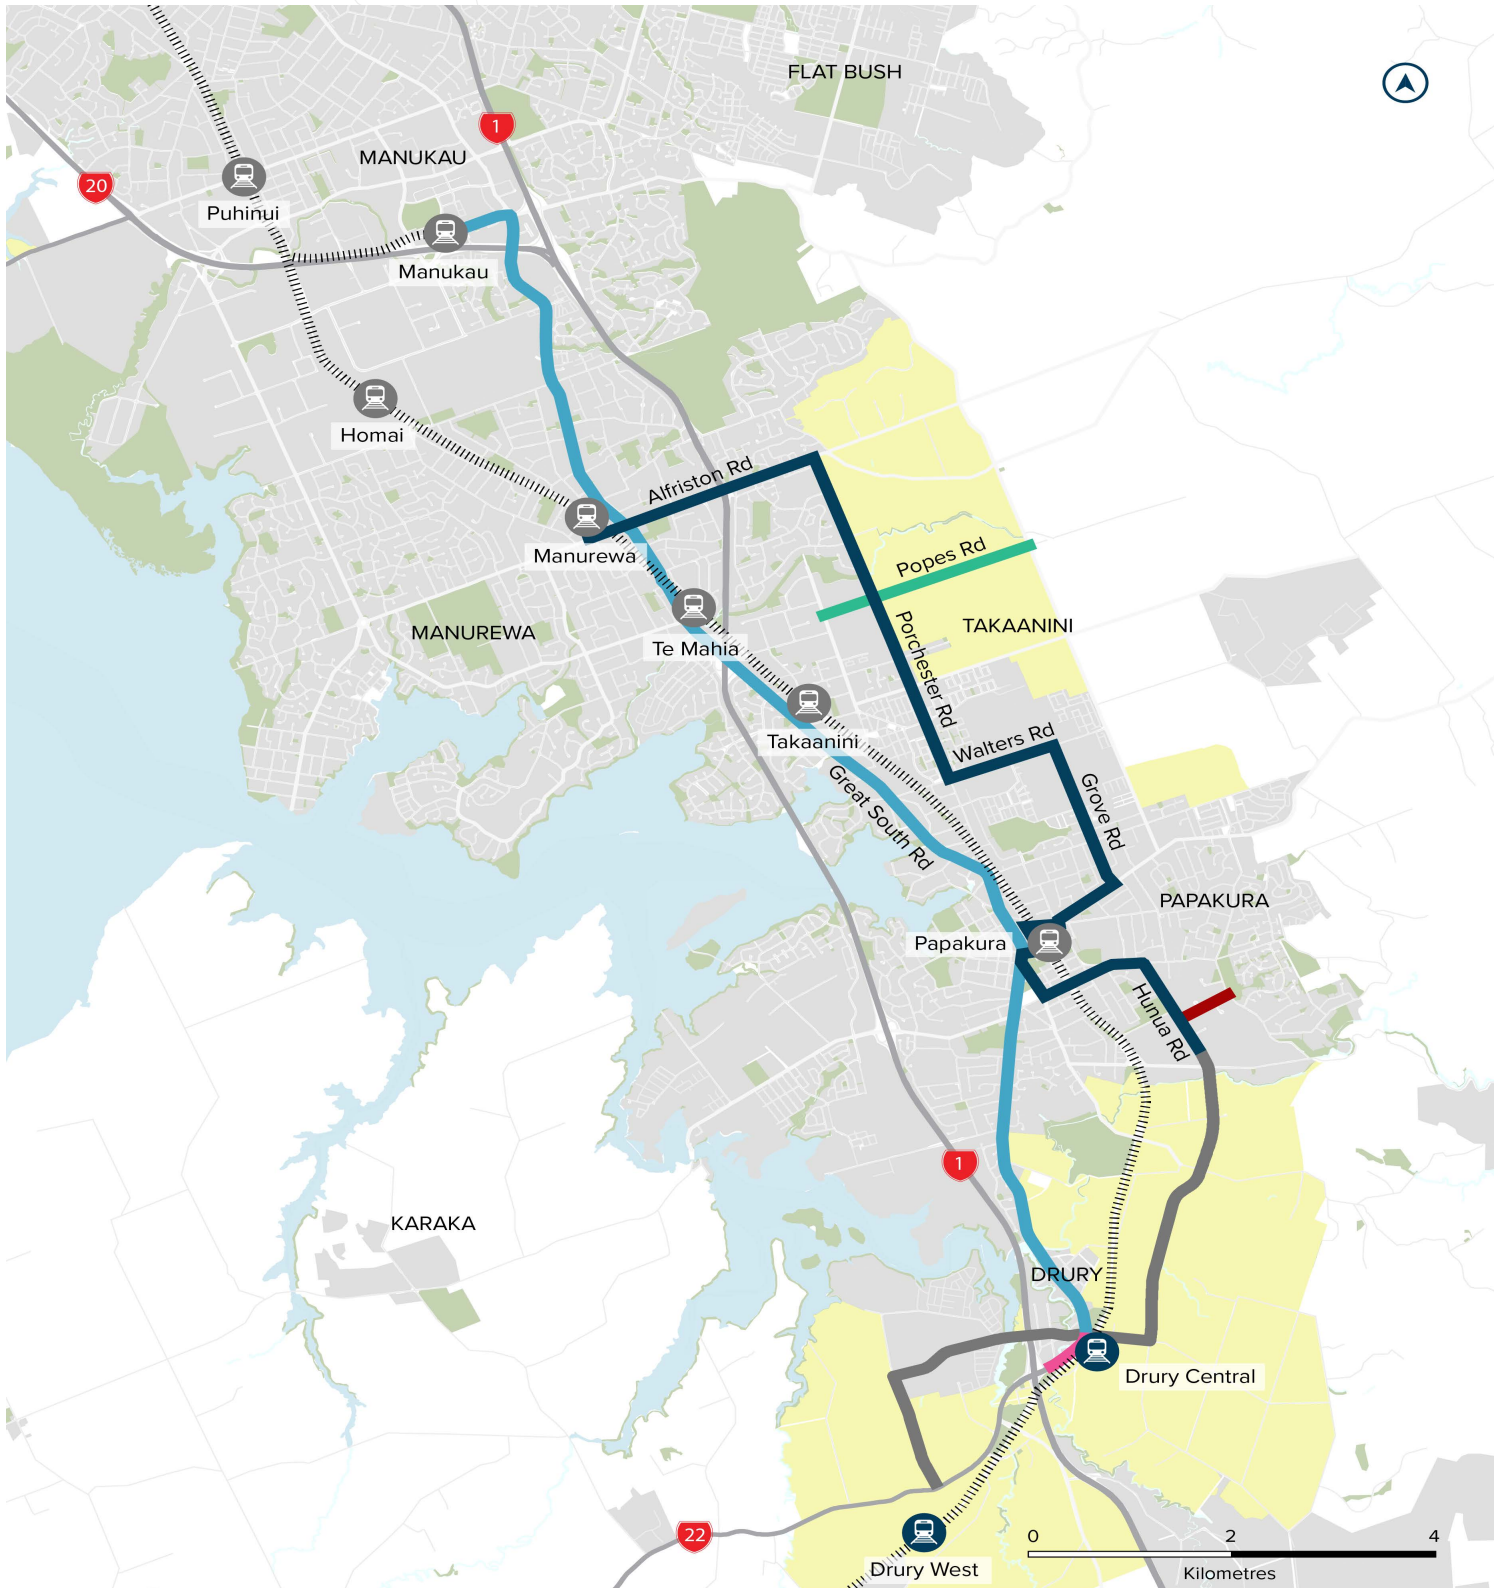 FLAT BUSH
1
MANUKAU
20
Puhinui
Manukau
Homai
Alfriston Rd
Manurewa
Popes Rd
MANUREWA
TAKAANINI
Te Mahia
Porchester Rd
Takaanini
Walters Rd
Great South Rd
Grove Rd
PAPAKURA
Papakura
Hunua Rd
1
KARAKA
DRURY
Drury Central
22
Drury West
0 2 4
Kilometres